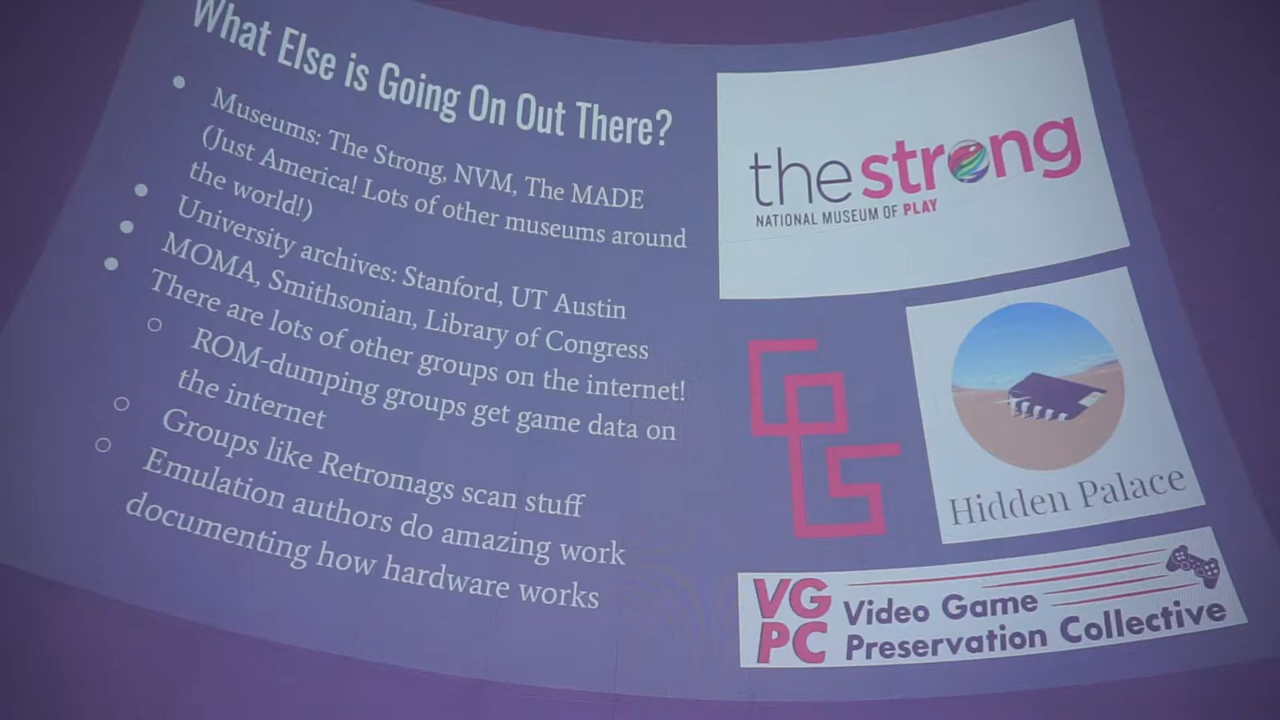 What Else is Going On Out There?
Museums: The Strong, NVM, The MADE
(Just America! Lots of other museums around
the world!)
University archives: Stanford, UT Austin
MOMA, Smithsonian, Library of Congress
There are lots of other groups on the internet!
ROM-dumping groups get game data on
the internet
Groups like Retromags scan stuff
Emulation authors do amazing work
documenting how hardware works
the strong
NATIONAL MUSEUM OF PLAY
Hidden Palace
VG
PC
Video Game
Preservation Collective